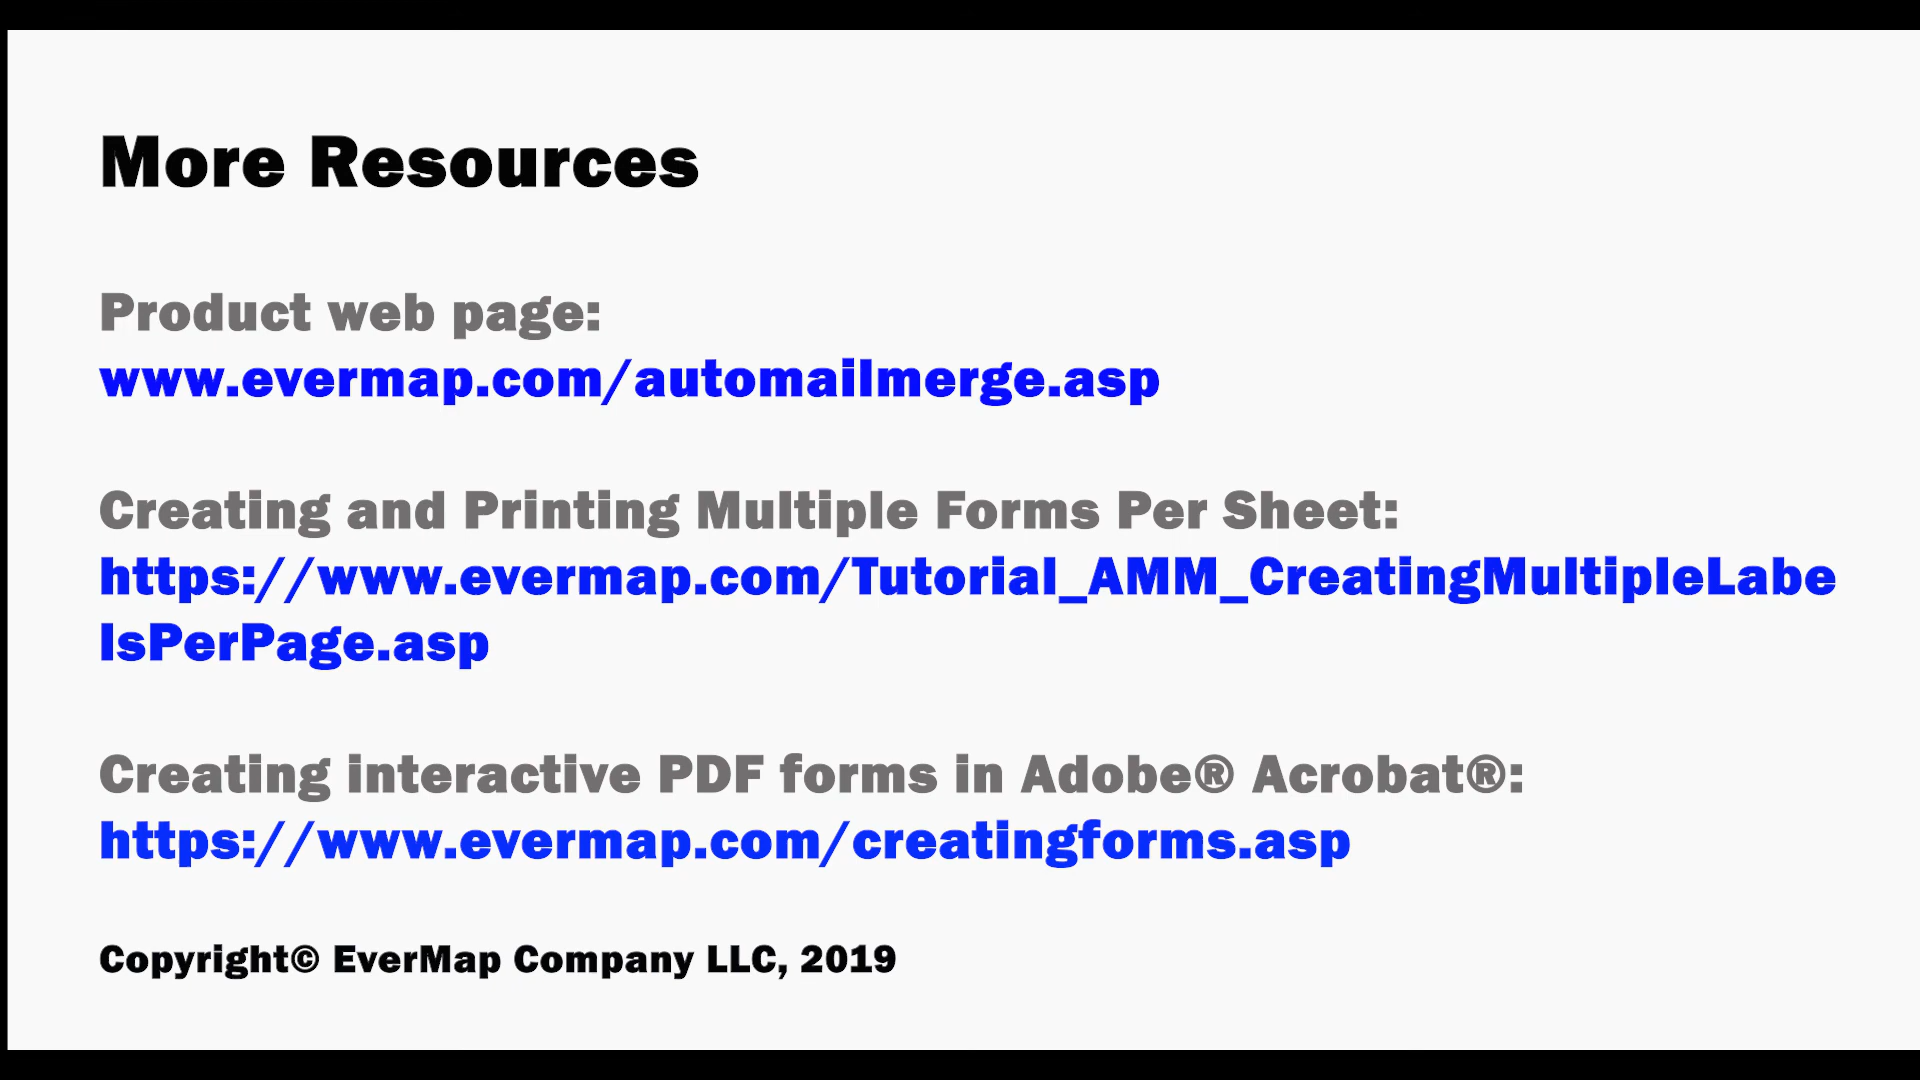 More Resources
Product web page:
www.evermap.com/automailmerge.asp
Creating and Printing Multiple Forms Per Sheet:
https://www.evermap.com/Tutorial_AMM_CreatingMultipleLabe
lsPerPage.asp
Creating interactive PDF forms in Adobe® Acrobat®:
https://www.evermap.com/creatingforms.asp
Copyright© EverMap Company LLC, 2019